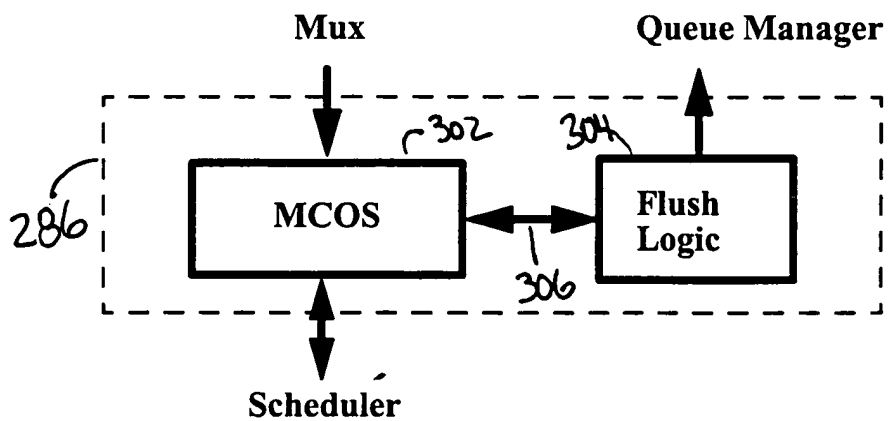 Mux
Queue Manager
302
304
MCOS
Flush
Logic
286
306
Scheduler